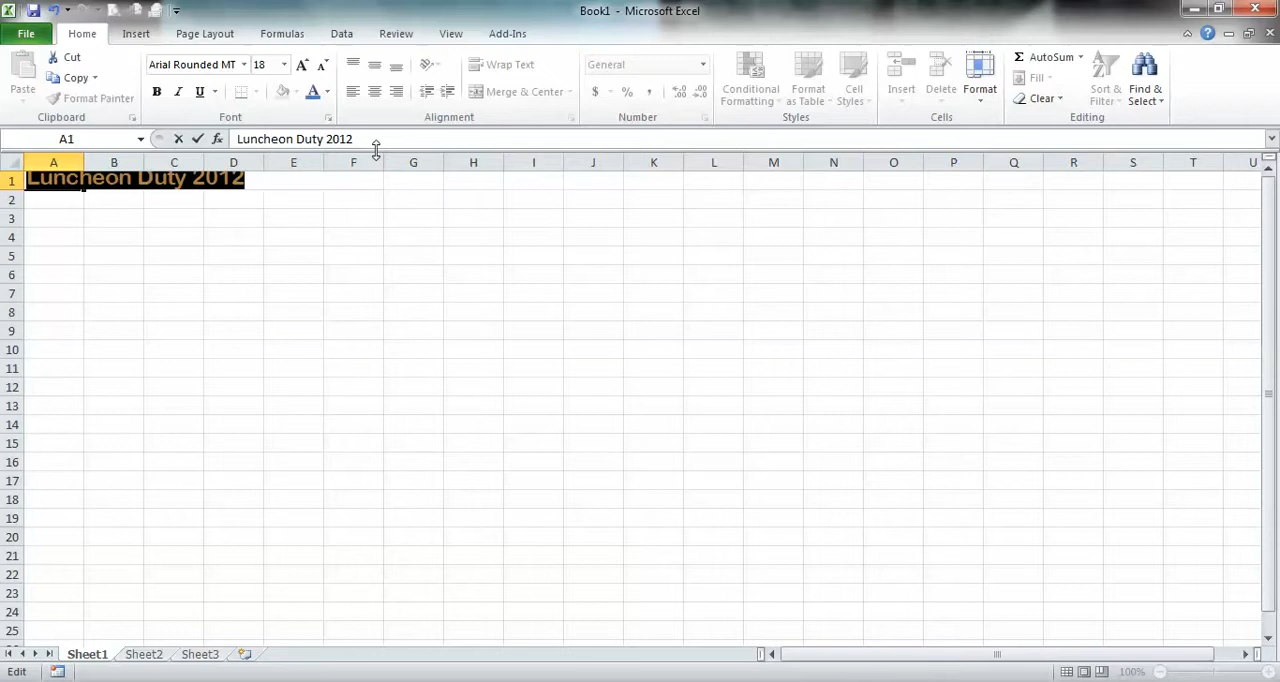 Book1 - Microsoft Excel
File Home Insert Page Layout Formulas Data Review View Add-Ins
Paste Cut Copy Format Painter Clipboard
Arial Rounded MT 18 B I U A Font
Wrap Text Merge & Center Alignment
General $ % , Number
Conditional Formatting Format as Table Cell Styles Styles
Insert Delete Format Cells
Σ AutoSum Fill Clear Sort & Filter Find & Select Editing
A1 fx Luncheon Duty 2012
A B C D E F G H I J K L M N O P Q R S T U
1 Luncheon Duty 2012
2
3
4
5
6
7
8
9
10
11
12
13
14
15
16
17
18
19
20
21
22
23
24
25
Sheet1 Sheet2 Sheet3
Edit 100%